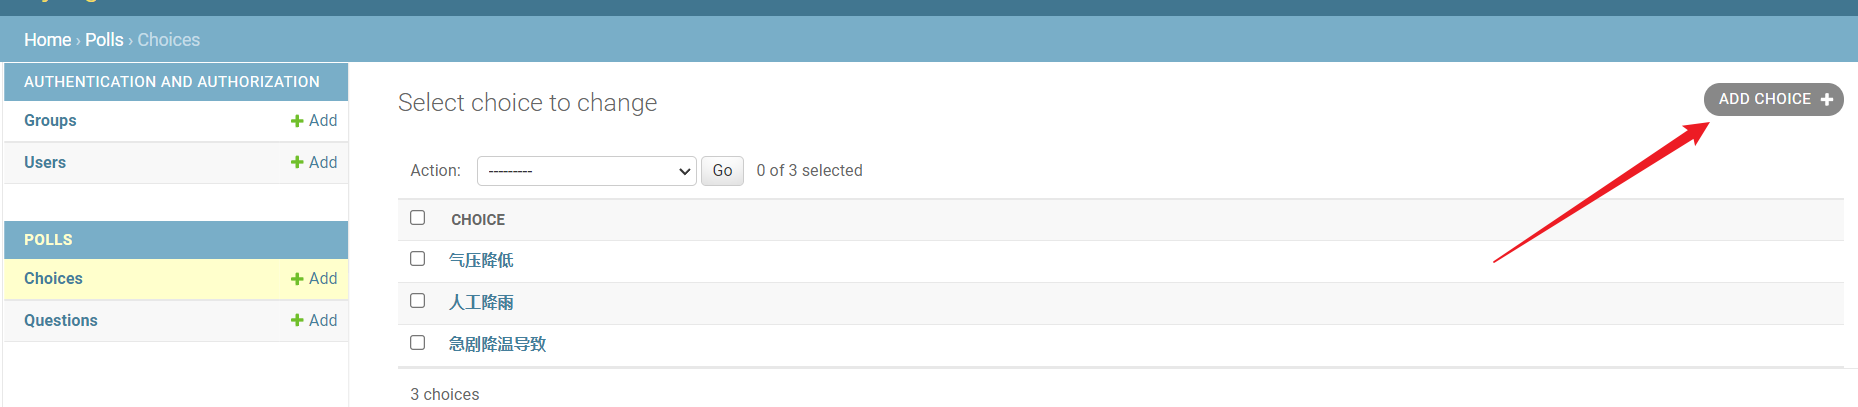 Home › Polls › Choices
AUTHENTICATION AND AUTHORIZATION
Groups + Add
Users + Add
POLLS
Choices + Add
Questions + Add
Select choice to change
ADD CHOICE +
Action: --------- Go 0 of 3 selected
CHOICE
气压降低
人工降雨
急剧降温导致
3 choices